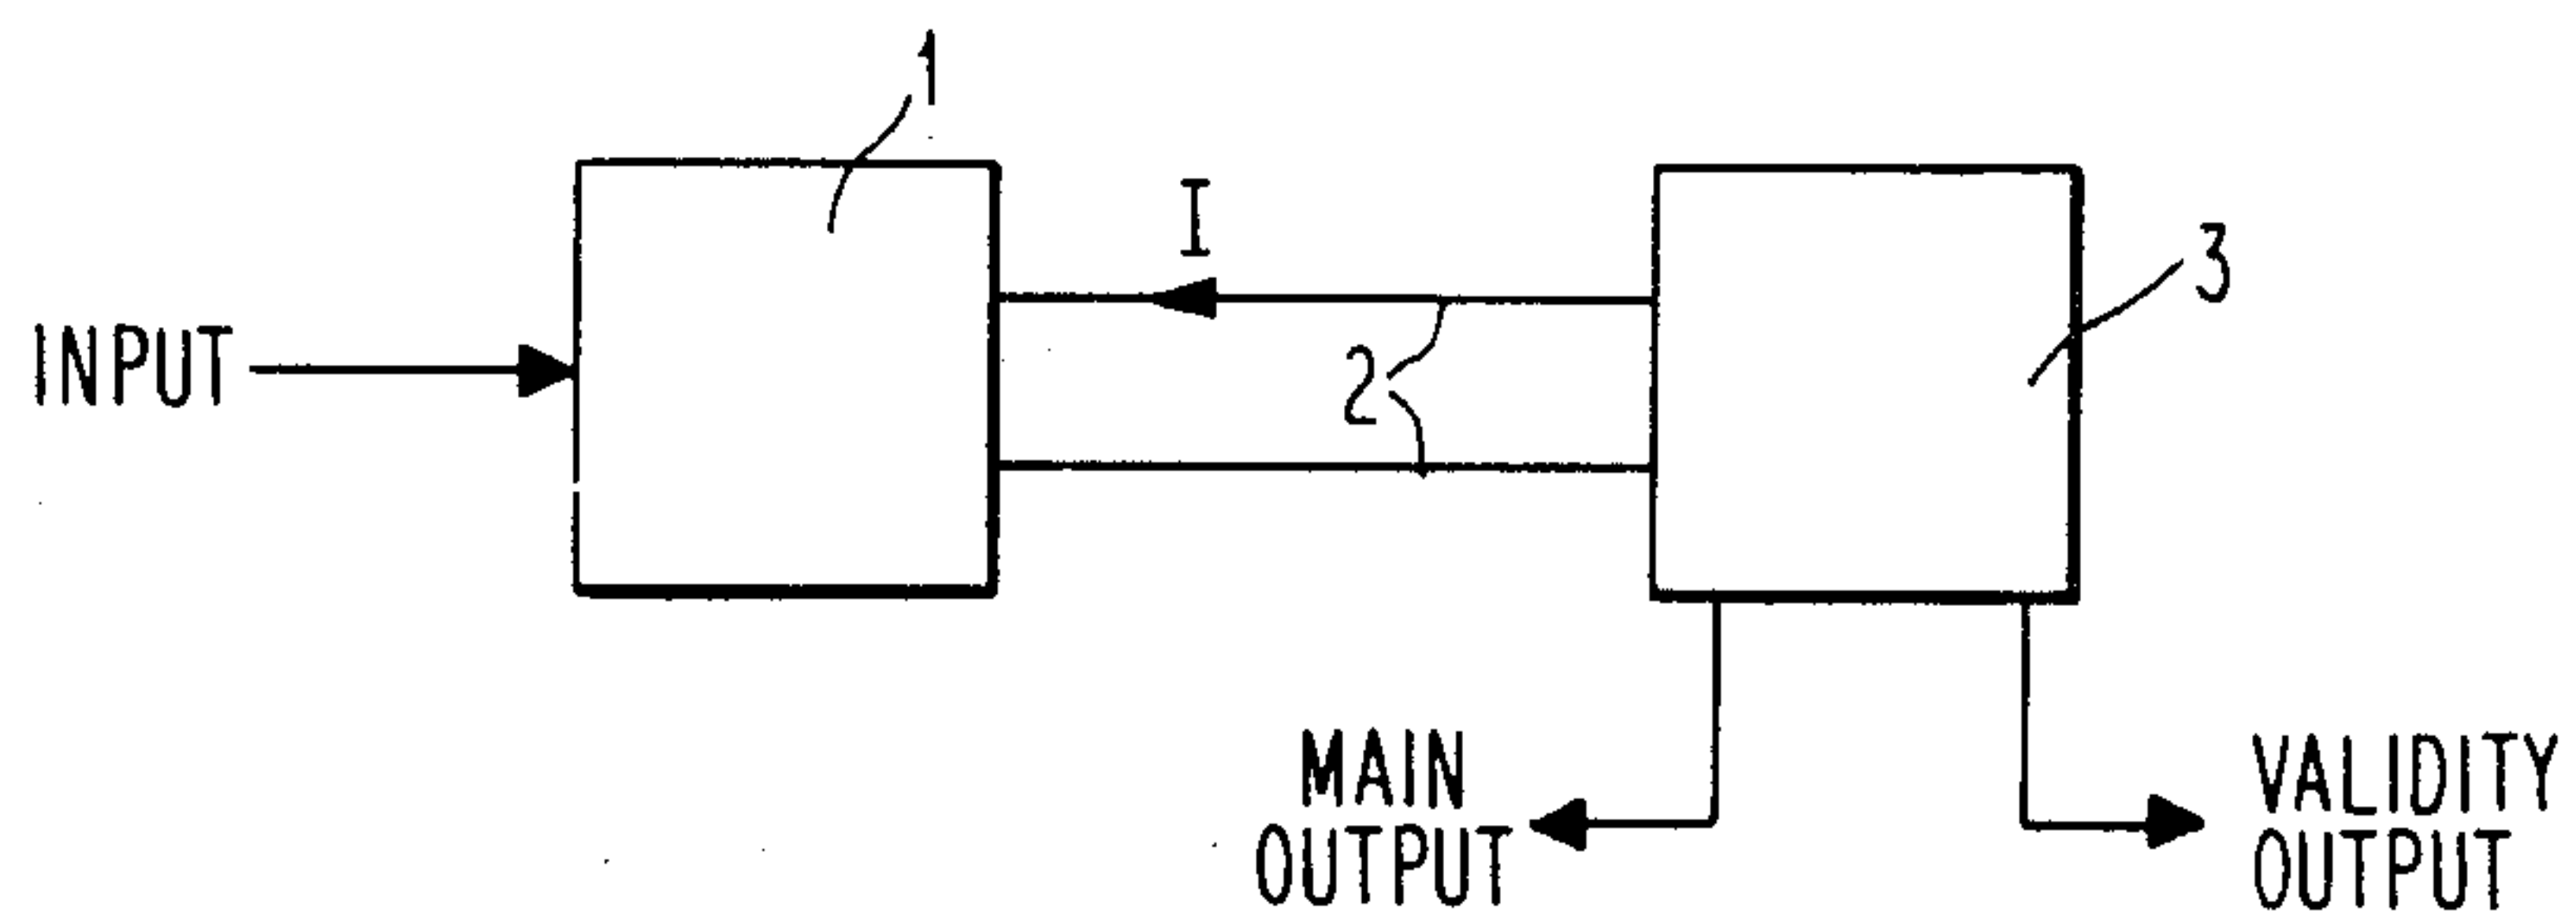 1
I
3
INPUT
2
MAIN
OUTPUT
VALIDITY
OUTPUT